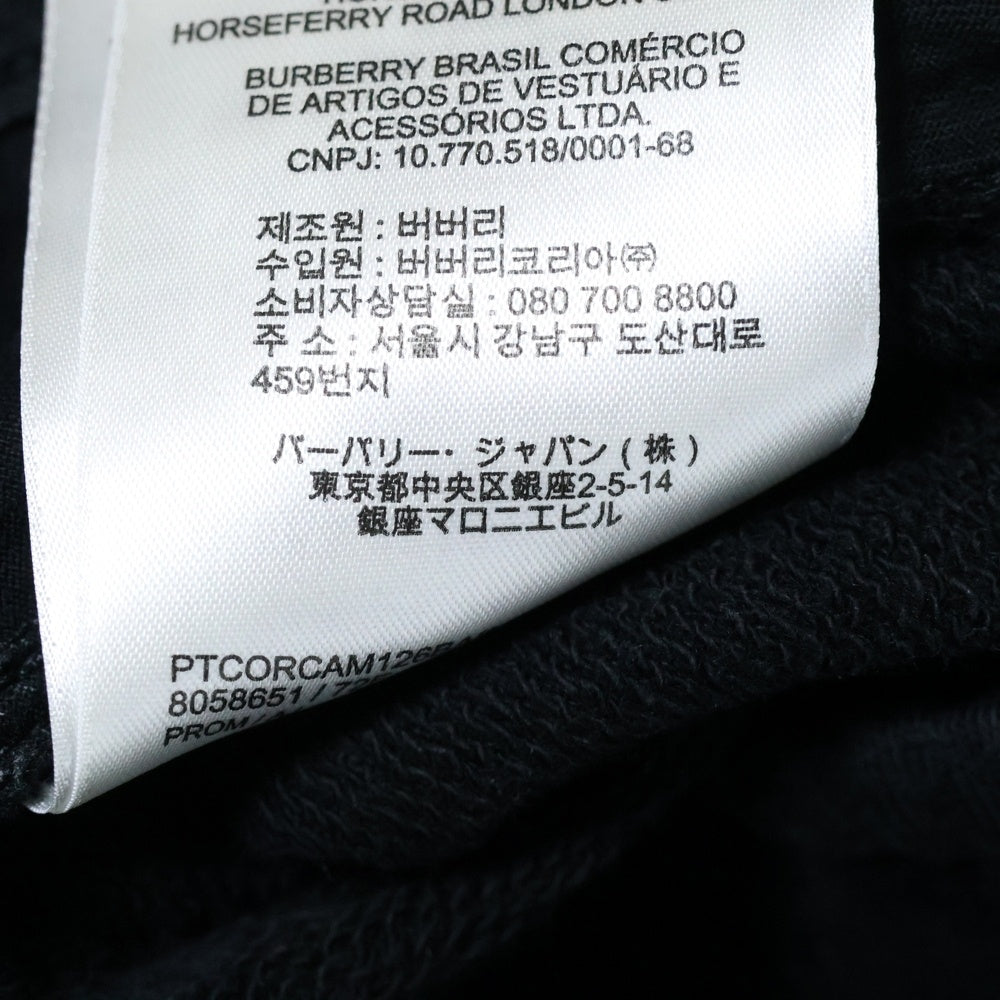 HORSEFERRY ROAD LONDON
BURBERRY BRASIL COMÉRCIO
DE ARTIGOS DE VESTUÁRIO E
ACESSÓRIOS LTDA.
CNPJ: 10.770.518/0001-68
제조원 : 버버리
수입원 : 버버리코리아㈜
소비자상담실 : 080 700 8800
주 소 : 서울시 강남구 도산대로
459번지
バーバリー・ジャパン ( 株 )
東京都中央区銀座2-5-14
銀座マロニエビル
PTCORCAM126
8058651 /
PROM/